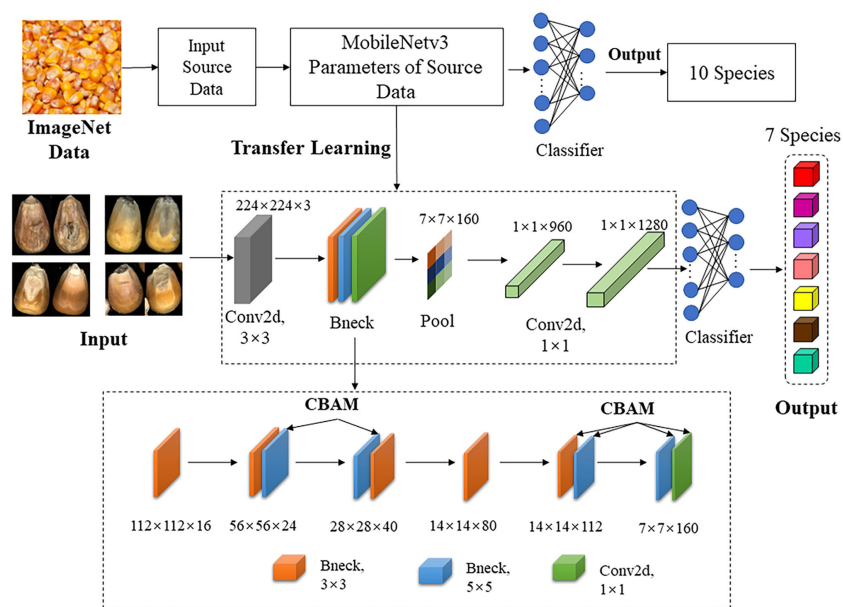 ImageNet
Data
Input
Source
Data
MobileNetv3
Parameters of Source
Data
Classifier
Output
10 Species
Transfer Learning
7 Species
Input
224×224×3
Conv2d,
3×3
Bneck
7×7×160
Pool
1×1×960
1×1×1280
Conv2d,
1×1
Classifier
Output
CBAM
CBAM
112×112×16
56×56×24
28×28×40
14×14×80
14×14×112
7×7×160
Bneck,
3×3
Bneck,
5×5
Conv2d,
1×1